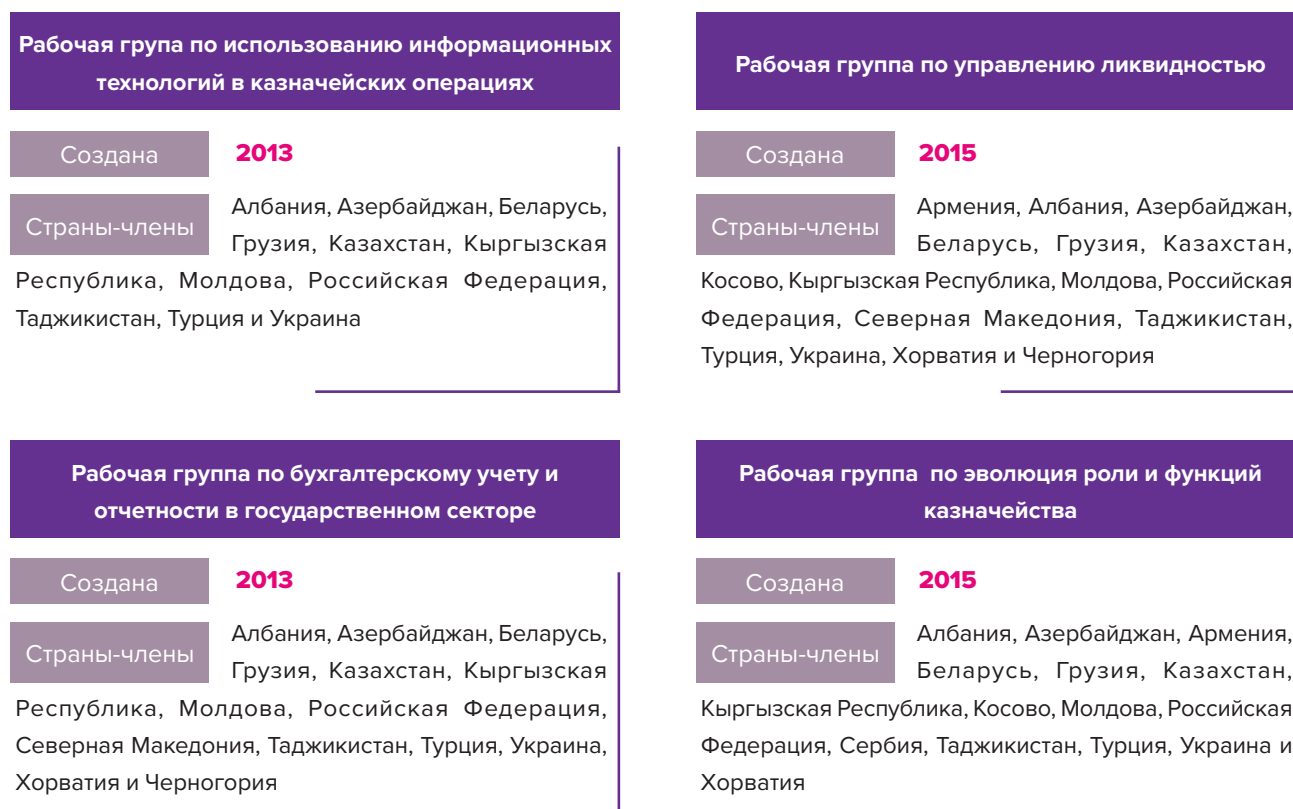 Рабочая група по использованию информационных
технологий в казначейских операциях
Создана 2013
Страны-члены Албания, Азербайджан, Беларусь,
Грузия, Казахстан, Кыргызская
Республика, Молдова, Российская Федерация,
Таджикистан, Турция и Украина
Рабочая группа по управлению ликвидностью
Создана 2015
Страны-члены Армения, Албания, Азербайджан,
Беларусь, Грузия, Казахстан,
Косово, Кыргызская Республика, Молдова, Российская
Федерация, Северная Македония, Таджикистан,
Турция, Украина, Хорватия и Черногория
Рабочая группа по бухгалтерскому учету и
отчетности в государственном секторе
Создана 2013
Страны-члены Албания, Азербайджан, Беларусь,
Грузия, Казахстан, Кыргызская
Республика, Молдова, Российская Федерация,
Северная Македония, Таджикистан, Турция, Украина,
Хорватия и Черногория
Рабочая группа по эволюция роли и функций
казначейства
Создана 2015
Страны-члены Албания, Азербайджан, Армения,
Беларусь, Грузия, Казахстан,
Кыргызская Республика, Косово, Молдова, Российская
Федерация, Сербия, Таджикистан, Турция, Украина и
Хорватия